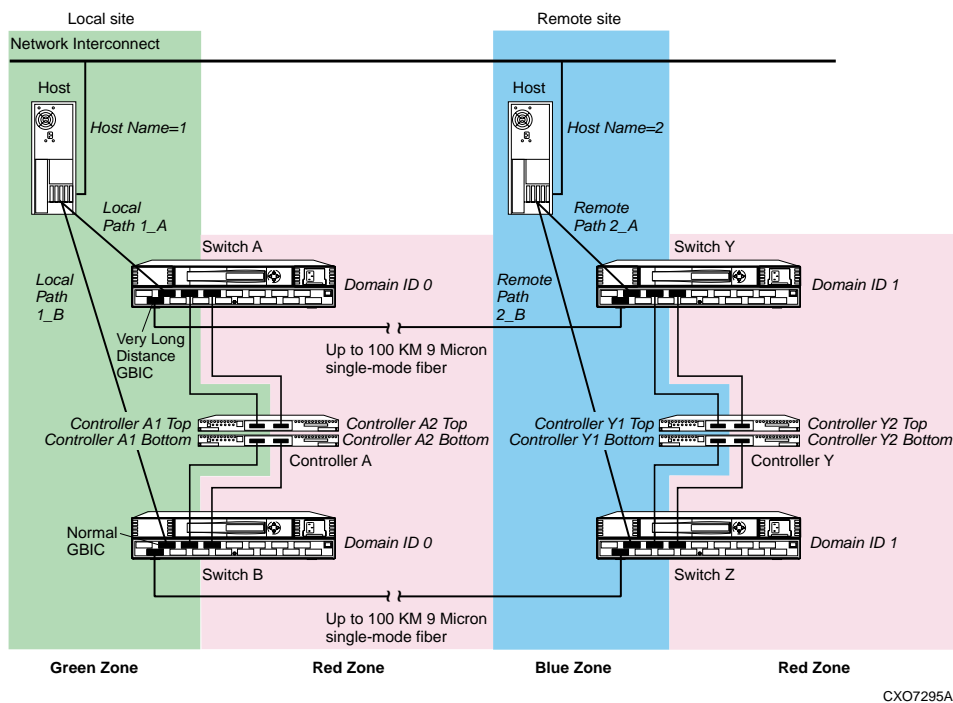 Local site
Remote site
Network Interconnect
Host
Host
Host Name=1
Host Name=2
Local
Path 1_A
Remote
Path 2_A
Switch A
Switch Y
Local
Path
1_B
Domain ID 0
Remote
Path
2_B
Domain ID 1
Very Long
Distance
GBIC
Up to 100 KM 9 Micron
single-mode fiber
Controller A1 Top
Controller A2 Top
Controller Y1 Top
Controller Y2 Top
Controller A1 Bottom
Controller A2 Bottom
Controller Y1 Bottom
Controller Y2 Bottom
Controller A
Controller Y
Normal
GBIC
Domain ID 0
Domain ID 1
Switch B
Switch Z
Up to 100 KM 9 Micron
single-mode fiber
Green Zone
Red Zone
Blue Zone
Red Zone
CXO7295A